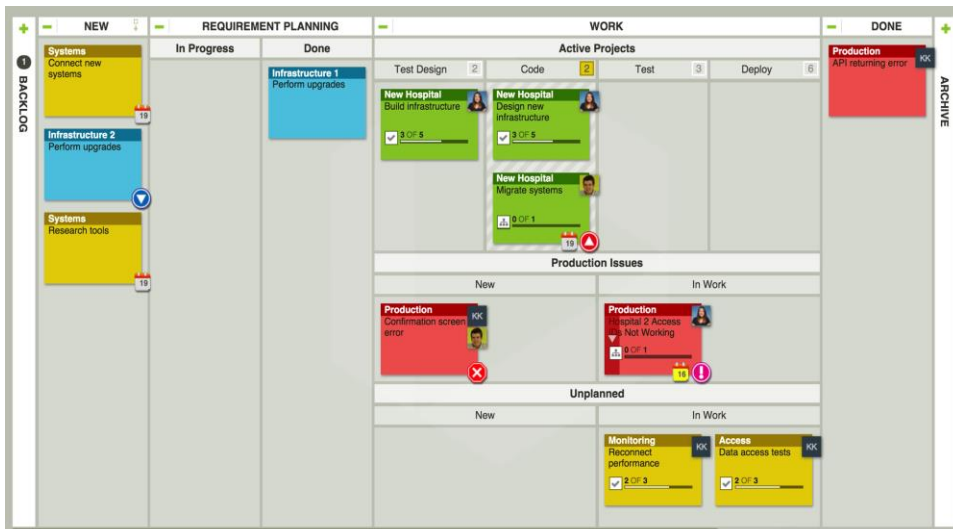 NEW
REQUIREMENT PLANNING
WORK
DONE
1 BACKLOG
ARCHIVE
In Progress
Done
Active Projects
Test Design 2
Code 2
Test 3
Deploy 6
Systems
Connect new
systems
19
Infrastructure 2
Perform upgrades
Systems
Research tools
19
Infrastructure 1
Perform upgrades
New Hospital
Build infrastructure
3 OF 5
New Hospital
Design new
infrastructure
3 OF 5
New Hospital
Migrate systems
0 OF 1
19
Production Issues
New
In Work
Production
Confirmation screen
error
KK
Production
Hospital 2 Access
IDs Not Working
0 OF 1
16
Unplanned
New
In Work
Monitoring
Reconnect
performance
KK
2 OF 3
Access
Data access tests
KK
2 OF 3
Production
API returning error
KK